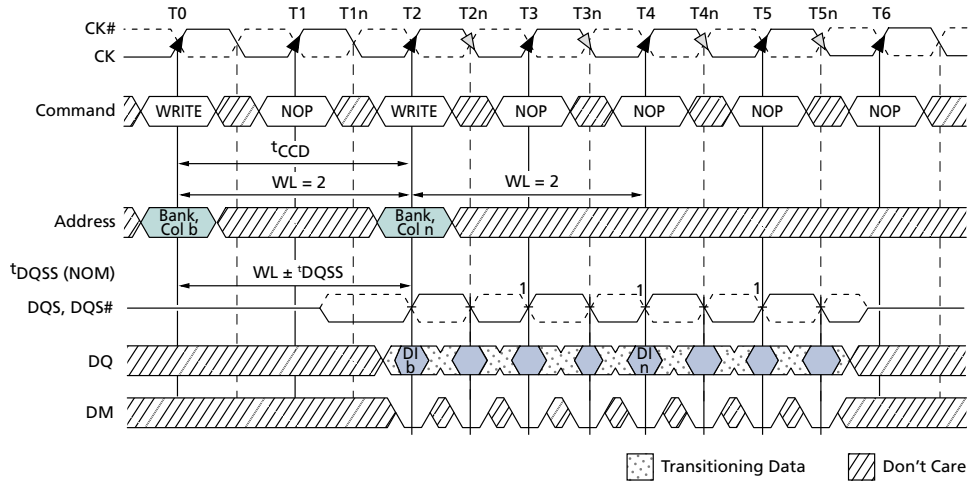 T0 T1 T1n T2 T2n T3 T3n T4 T4n T5 T5n T6
CK#
CK
Command WRITE NOP WRITE NOP NOP NOP NOP
tCCD
WL = 2 WL = 2
Address Bank, Col b Bank, Col n
tDQSS (NOM)
WL ± tDQSS
1 1 1
DQS, DQS#
DQ DI b DI n
DM
Transitioning Data Don't Care